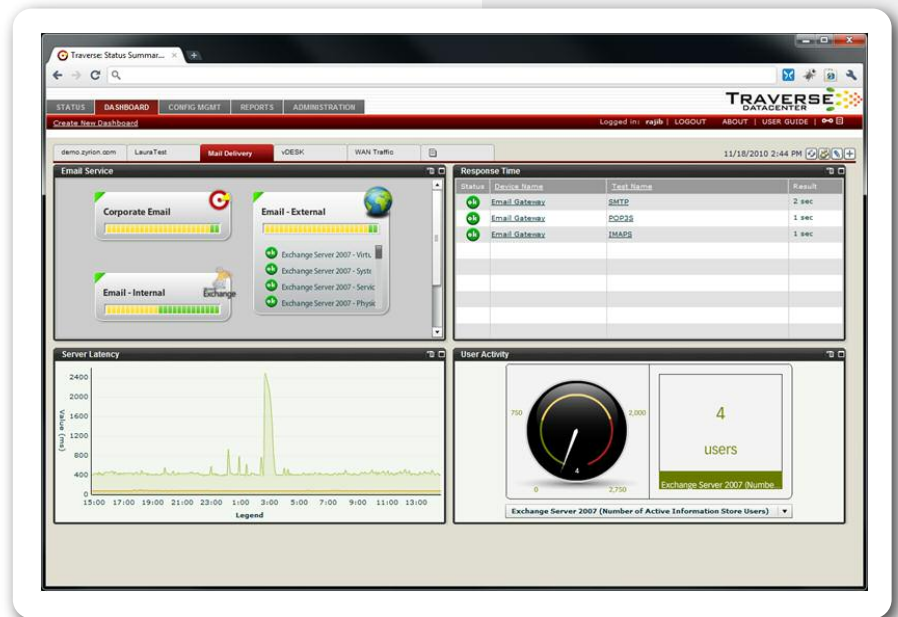 Traverse: Status Summar...
STATUS DASHBOARD CONFIG MGMT REPORTS ADMINISTRATION
TRAVERSE
DATACENTER
Create New Dashboard
Logged in: rajib | LOGOUT ABOUT | USER GUIDE |
demo.zyrion.com LauraTest Mail Delivery vDESK WAN Traffic
11/18/2010 2:44 PM
Email Service
Corporate Email
Email - External
ok Exchange Server 2007 - Virtu
ok Exchange Server 2007 - Syste
ok Exchange Server 2007 - Servic
ok Exchange Server 2007 - Physic
Email - Internal
Exchange
Response Time
Status Device Name Test Name Result
ok Email Gateway SMTP 2 sec
ok Email Gateway POP3S 1 sec
ok Email Gateway IMAPS 1 sec
Server Latency
Value (ms)
2400
2000
1600
1200
800
400
0
15:00 17:00 19:00 21:00 23:00 1:00 3:00 5:00 7:00 9:00 11:00 13:00
Legend
User Activity
750 2,000
4
0 2,750
4
users
Exchange Server 2007 (Numbe...
Exchange Server 2007 (Number of Active Information Store Users)